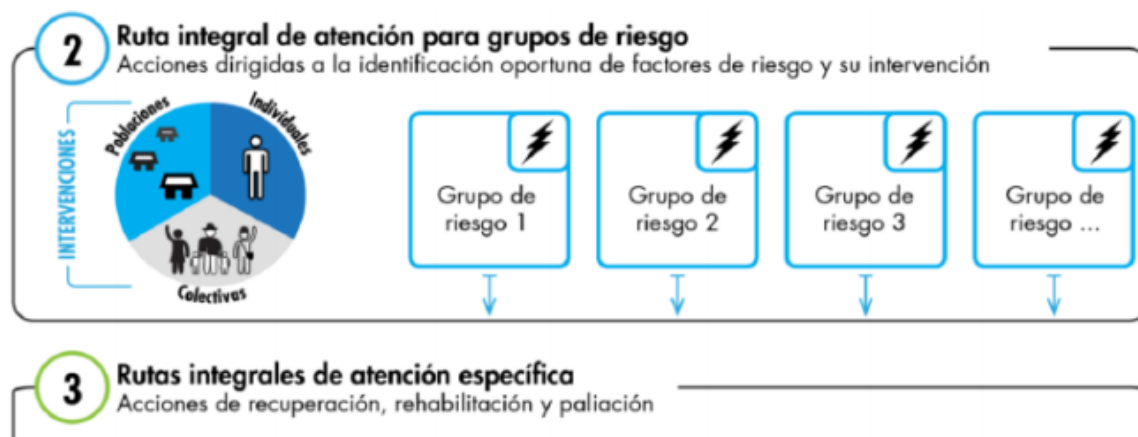 2
Ruta integral de atención para grupos de riesgo
Acciones dirigidas a la identificación oportuna de factores de riesgo y su intervención
INTERVENCIONES
Poblaciones
Individuales
Colectivas
Grupo de
riesgo 1
Grupo de
riesgo 2
Grupo de
riesgo 3
Grupo de
riesgo ...
3
Rutas integrales de atención específica
Acciones de recuperación, rehabilitación y paliación